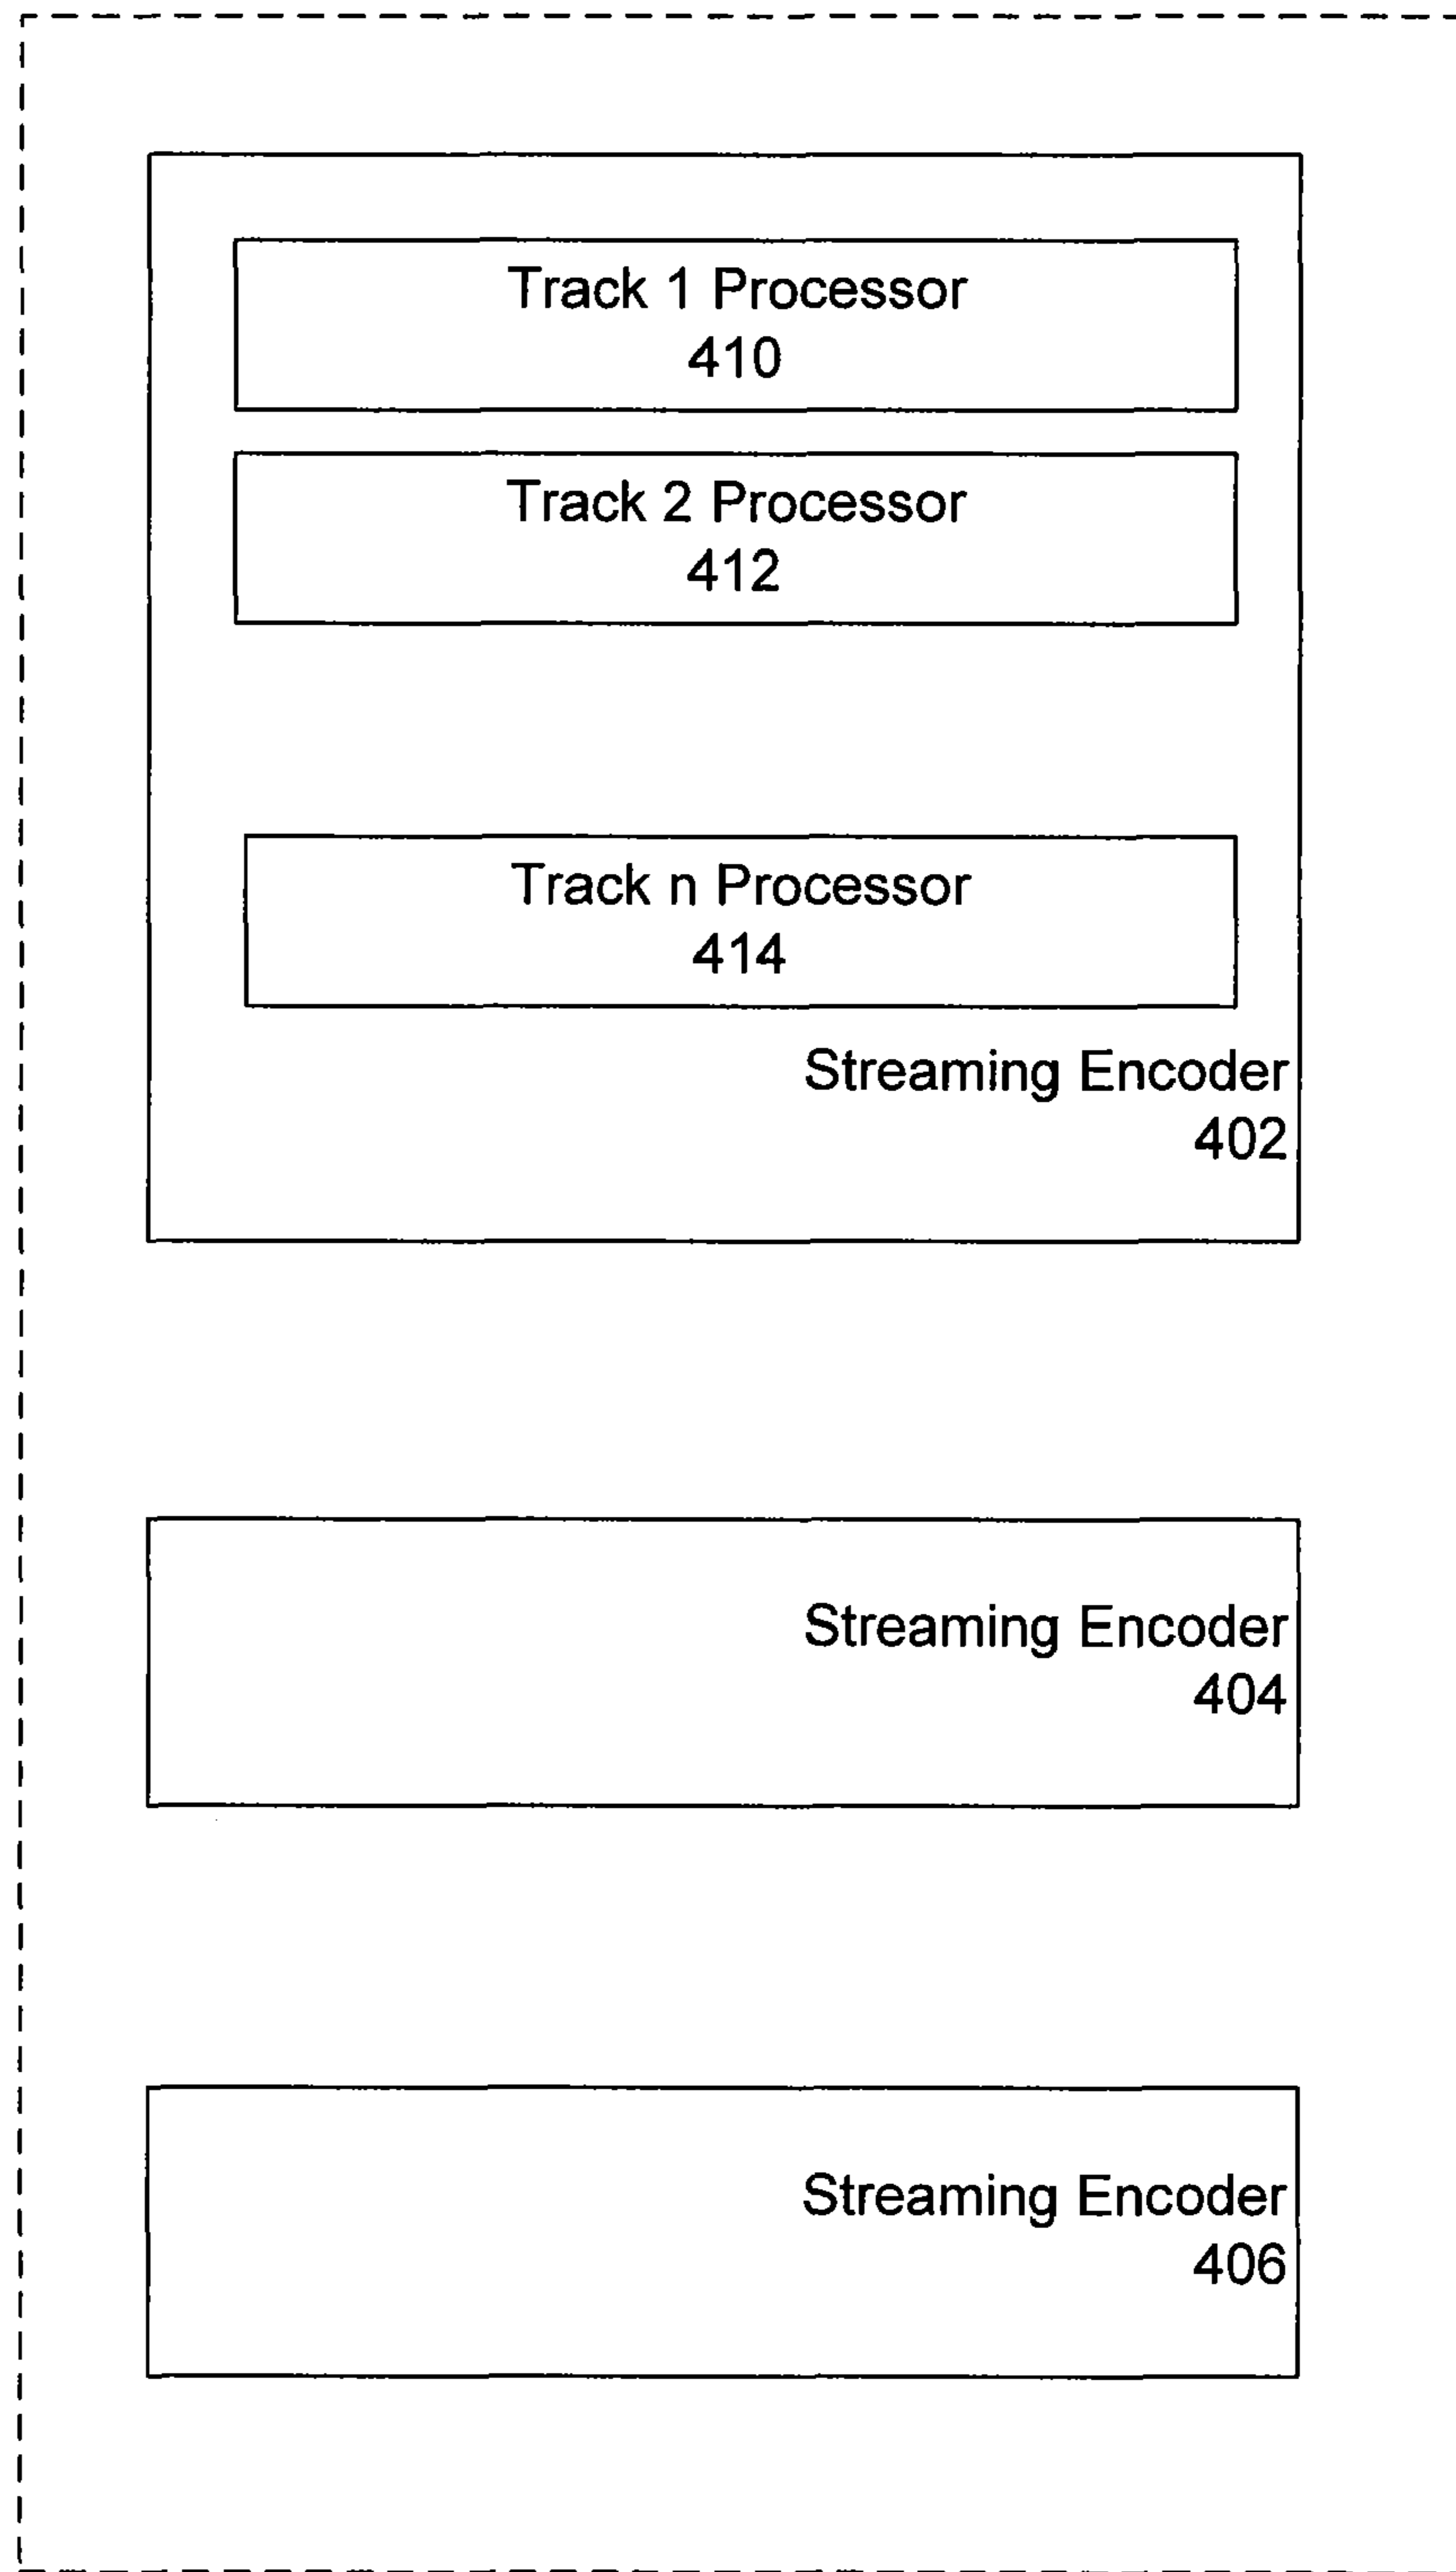 Track 1 Processor
410
Track 2 Processor
412
Track n Processor
414
Streaming Encoder
402
Streaming Encoder
404
Streaming Encoder
406